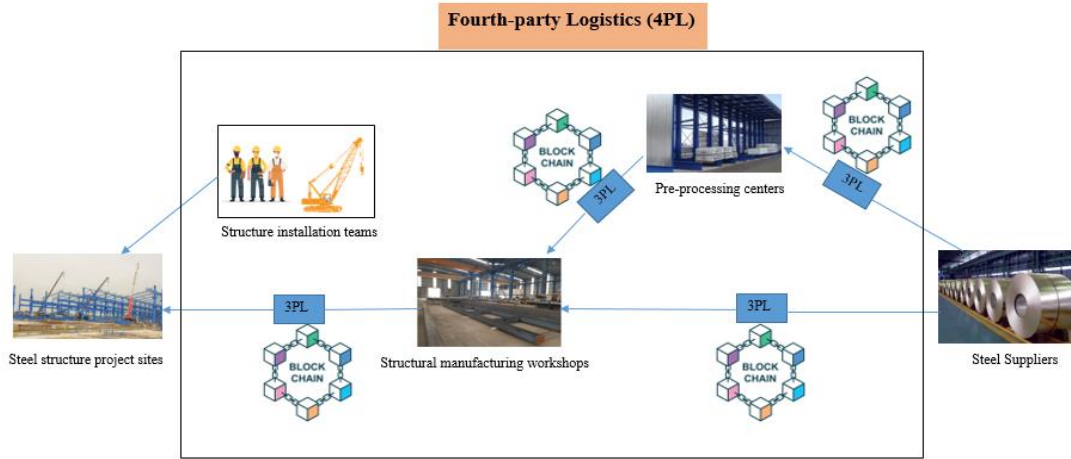 Fourth-party Logistics (4PL)
BLOCK
CHAIN
BLOCK
CHAIN
3PL
Pre-processing centers
3PL
Structure installation teams
3PL
3PL
Steel structure project sites
Structural manufacturing workshops
Steel Suppliers
BLOCK
CHAIN
BLOCK
CHAIN